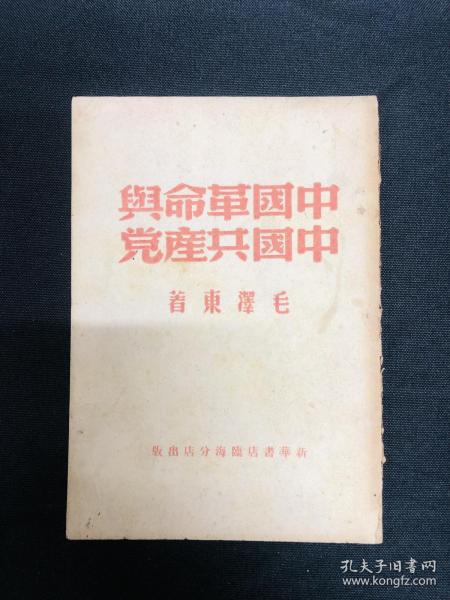 中國革命與
中國共產党
毛澤東着
新華書店臨海分店出版
孔夫子旧书网
www.kongfz.com